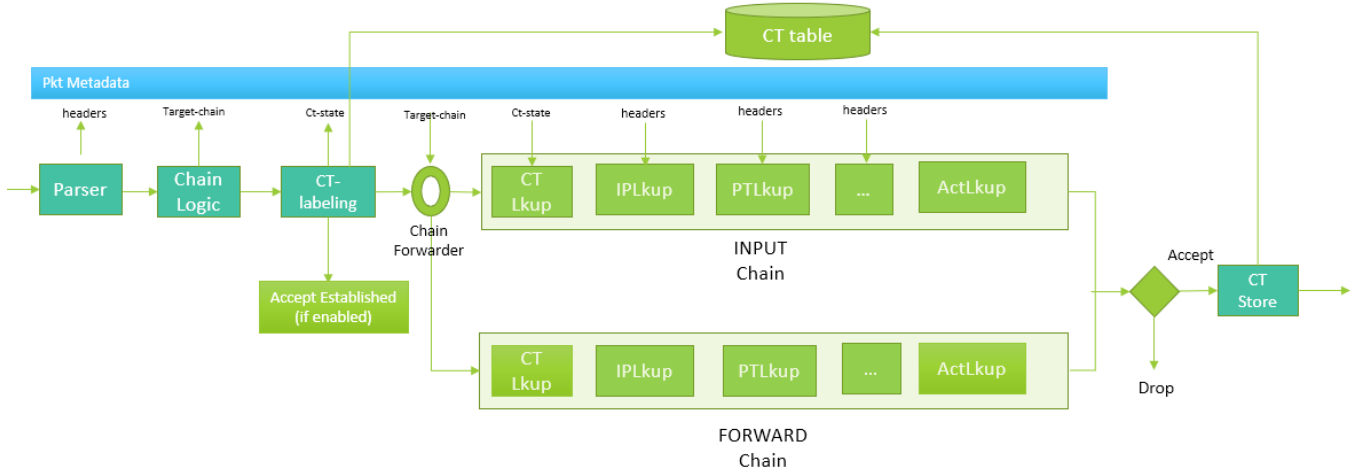 CT table
Pkt Metadata
headers
Target-chain
Ct-state
Target-chain
Ct-state
headers
headers
headers
Parser
Chain
Logic
CT-
labeling
Chain
Forwarder
CT
Lkup
IPLkup
PTLkup
...
ActLkup
INPUT
Chain
Accept Established
(if enabled)
Accept
CT
Store
Drop
CT
Lkup
IPLkup
PTLkup
...
ActLkup
FORWARD
Chain